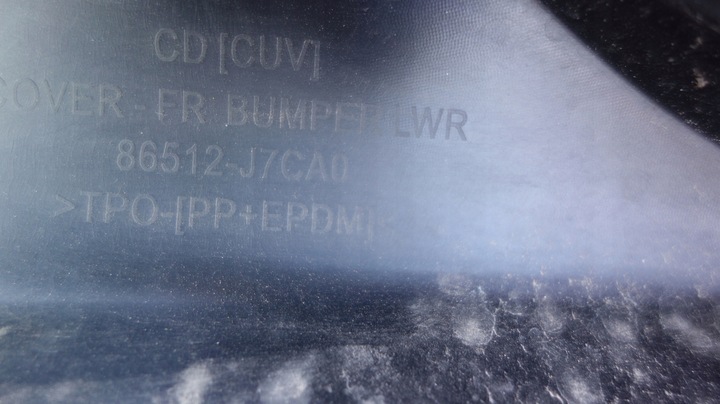 CD [CUV]
COVER - FR BUMPER LWR
86512-J7CA0
>TPO-[PP+EPDM]